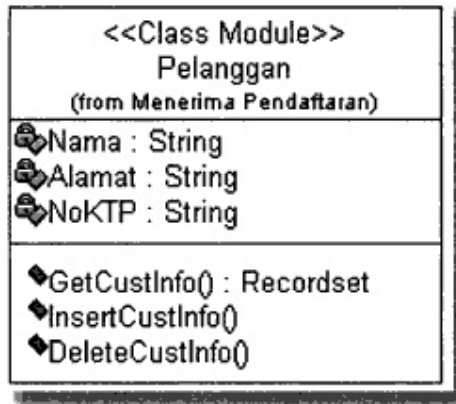 <<Class Module>>
Pelanggan
(from Menerima Pendaftaran)
Nama : String
Alamat : String
NoKTP : String
GetCustInfo() : Recordset
InsertCustInfo()
DeleteCustInfo()